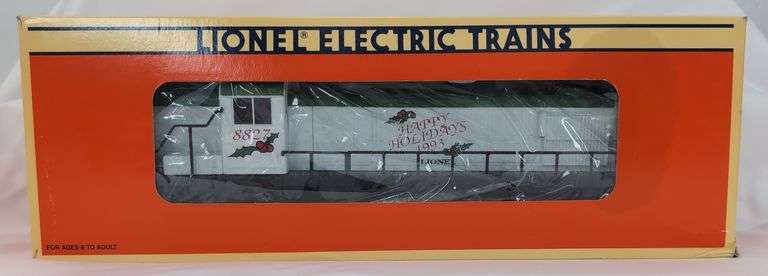 LIONEL® ELECTRIC TRAINS
8827
HAPPY
HOLIDAYS
1993
LIONEL
FOR AGES 8 TO ADULT